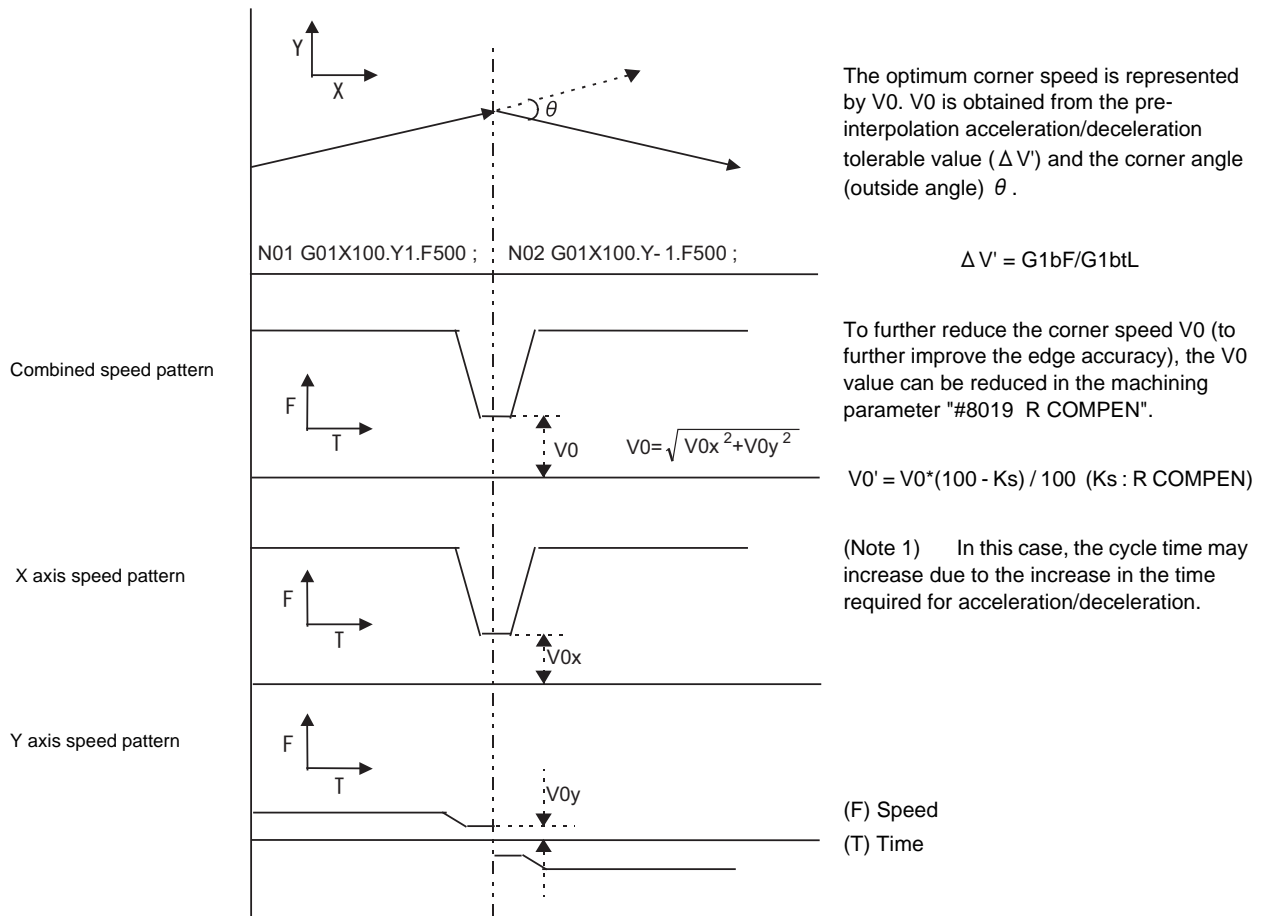 Y
X
θ
N01 G01X100.Y1.F500 ;
N02 G01X100.Y- 1.F500 ;
Combined speed pattern
F
T
V0
V0=√ V0x 2+V0y 2
X axis speed pattern
F
T
V0x
Y axis speed pattern
F
T
V0y
The optimum corner speed is represented
by V0. V0 is obtained from the pre-
interpolation acceleration/deceleration
tolerable value (Δ V') and the corner angle
(outside angle) θ .
Δ V' = G1bF/G1btL
To further reduce the corner speed V0 (to
further improve the edge accuracy), the V0
value can be reduced in the machining
parameter "#8019 R COMPEN".
V0' = V0*(100 - Ks) / 100 (Ks : R COMPEN)
(Note 1) In this case, the cycle time may
increase due to the increase in the time
required for acceleration/deceleration.
(F) Speed
(T) Time